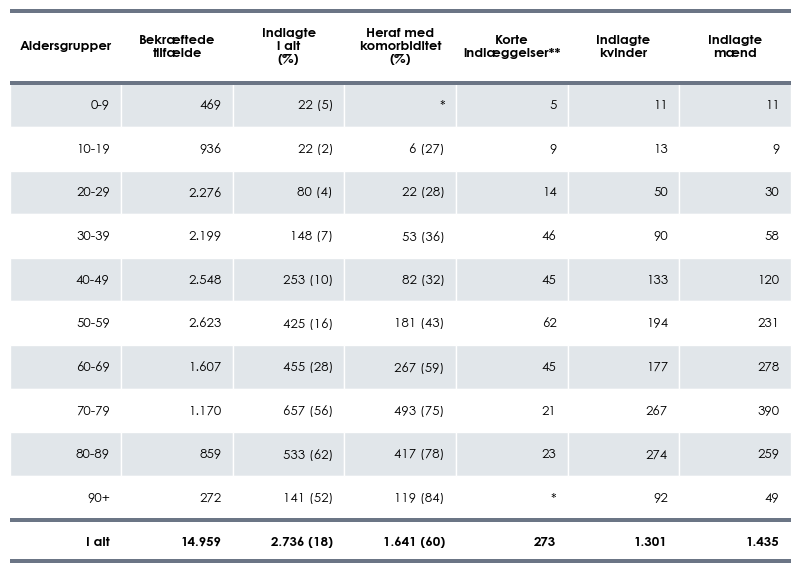 Aldersgrupper Bekræftede tilfælde Indlagte I alt (%) Heraf med komorbiditet (%) Korte indlæggelser** Indlagte kvinder Indlagte mænd
0-9 469 22 (5) * 5 11 11
10-19 936 22 (2) 6 (27) 9 13 9
20-29 2.276 80 (4) 22 (28) 14 50 30
30-39 2.199 148 (7) 53 (36) 46 90 58
40-49 2.548 253 (10) 82 (32) 45 133 120
50-59 2.623 425 (16) 181 (43) 62 194 231
60-69 1.607 455 (28) 267 (59) 45 177 278
70-79 1.170 657 (56) 493 (75) 21 267 390
80-89 859 533 (62) 417 (78) 23 274 259
90+ 272 141 (52) 119 (84) * 92 49
I alt 14.959 2.736 (18) 1.641 (60) 273 1.301 1.435